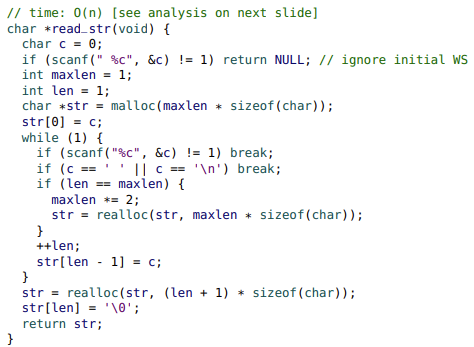 // time: O(n) [see analysis on next slide]
char *read_str(void) {
  char c = 0;
  if (scanf(" %c", &c) != 1) return NULL; // ignore initial WS
  int maxlen = 1;
  int len = 1;
  char *str = malloc(maxlen * sizeof(char));
  str[0] = c;
  while (1) {
    if (scanf("%c", &c) != 1) break;
    if (c == ' ' || c == '\n') break;
    if (len == maxlen) {
      maxlen *= 2;
      str = realloc(str, maxlen * sizeof(char));
    }
    ++len;
    str[len - 1] = c;
  }
  str = realloc(str, (len + 1) * sizeof(char));
  str[len] = '\0';
  return str;
}